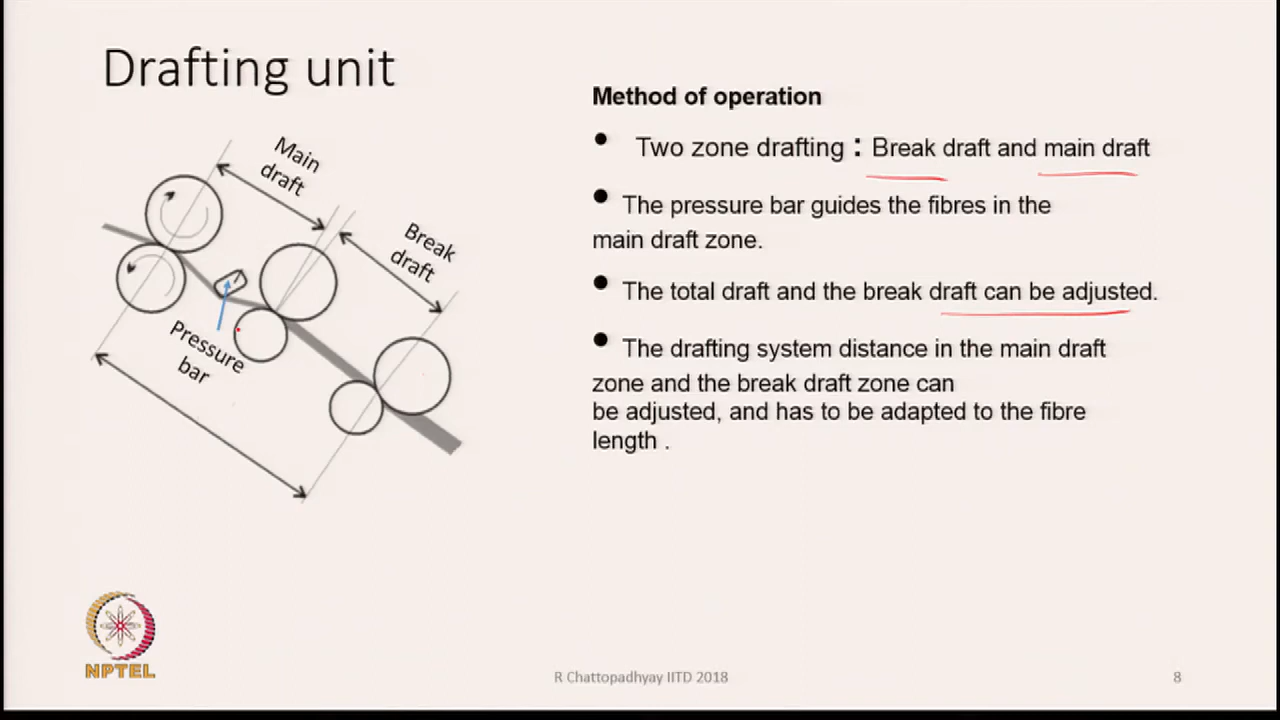 Drafting unit
Main
draft
Break
draft
Pressure
bar
Method of operation
• Two zone drafting : Break draft and main draft
• The pressure bar guides the fibres in the
main draft zone.
• The total draft and the break draft can be adjusted.
• The drafting system distance in the main draft
zone and the break draft zone can
be adjusted, and has to be adapted to the fibre
length .
NPTEL
R Chattopadhyay IITD 2018
8